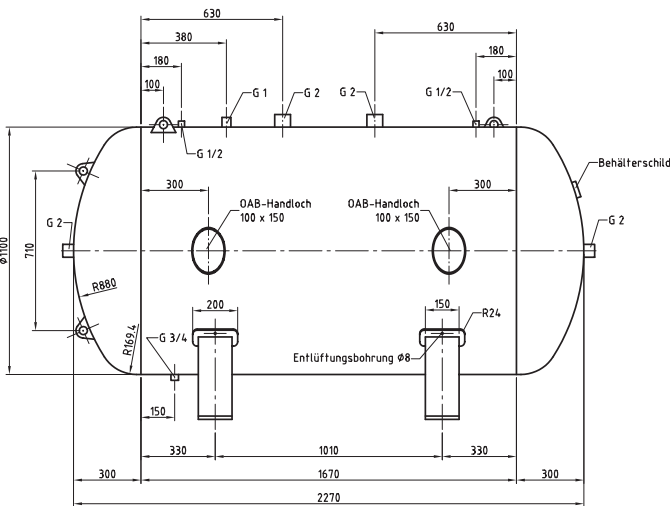 630
380
630
180
180
100
100
G 1
G 2
G 2
G 1/2
G 1/2
Behälterschild
300
300
OAB-Handloch
100 x 150
OAB-Handloch
100 x 150
G 2
G 2
ø1100
710
R880
R169.4
200
150
R24
G 3/4
Entlüftungsbohrung ø8
150
330
1010
330
300
1670
300
2270